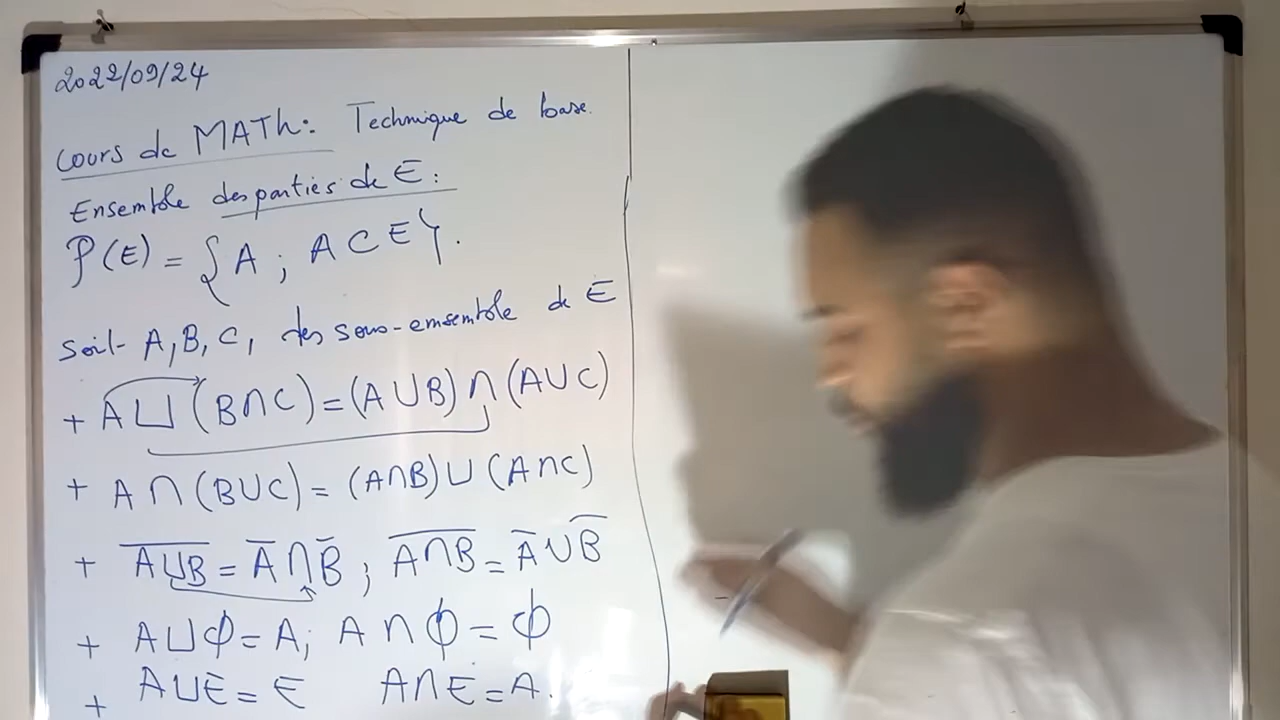 2022/09/24
Cours de MATH: Technique de base.
Ensemble des parties de E:
P(E) = { A ; A ⊂ E }.
soit A, B, C, des sous-ensemble de E
+ A ∪ (B ∩ C) = (A ∪ B) ∩ (A ∪ C)
+ A ∩ (B ∪ C) = (A ∩ B) ∪ (A ∩ C)
+ A̅ ∪̅ B̅ = A̅ ∩ B̅ ; A̅ ∩̅ B̅ = A̅ ∪ B̅
+ A ∪ ϕ = A; A ∩ ϕ = ϕ
+ A ∪ E = E A ∩ E = A.